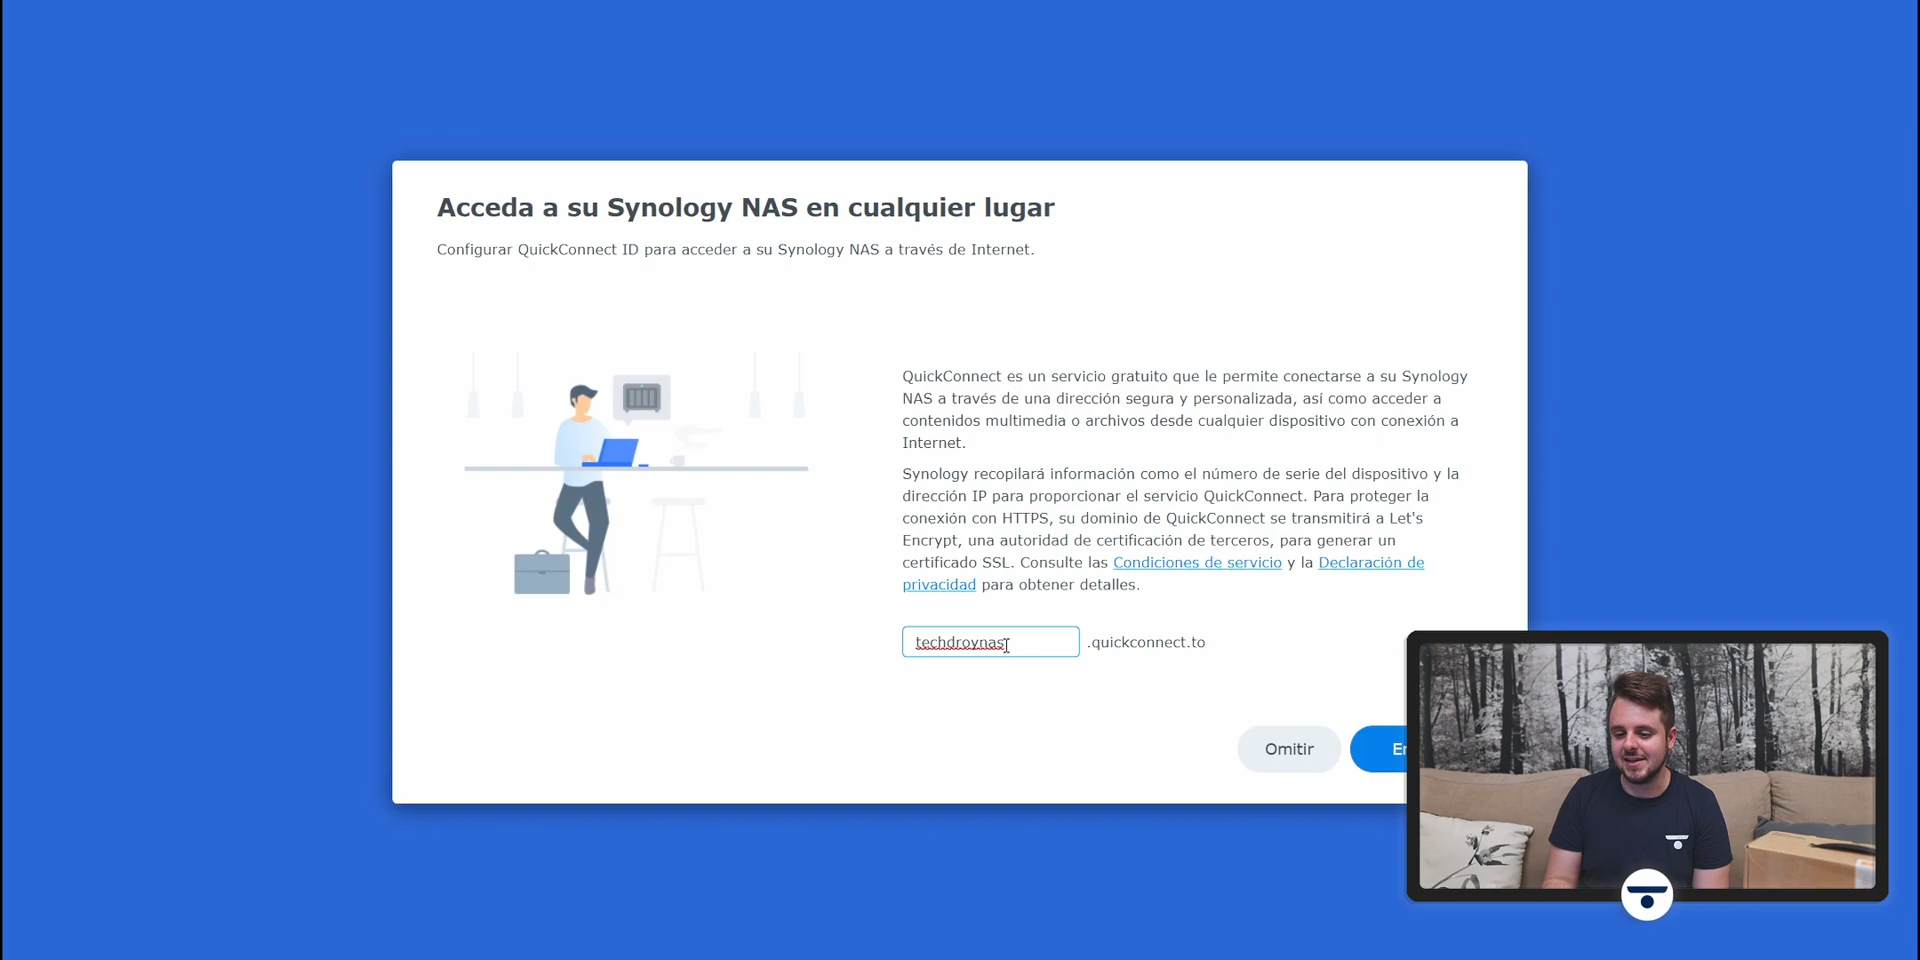 Acceda a su Synology NAS en cualquier lugar
Configurar QuickConnect ID para acceder a su Synology NAS a través de Internet.
QuickConnect es un servicio gratuito que le permite conectarse a su Synology
NAS a través de una dirección segura y personalizada, así como acceder a
contenidos multimedia o archivos desde cualquier dispositivo con conexión a
Internet.
Synology recopilará información como el número de serie del dispositivo y la
dirección IP para proporcionar el servicio QuickConnect. Para proteger la
conexión con HTTPS, su dominio de QuickConnect se transmitirá a Let's
Encrypt, una autoridad de certificación de terceros, para generar un
certificado SSL. Consulte las Condiciones de servicio y la Declaración de
privacidad para obtener detalles.
techdroynas .quickconnect.to
Omitir